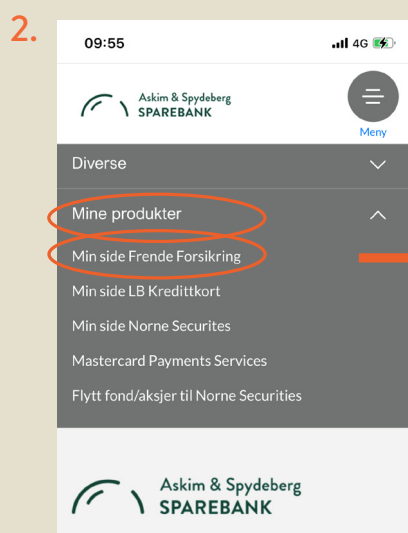 2.
09:55
4G
Askim & Spydeberg
SPAREBANK
Meny
Diverse
Mine produkter
Min side Frende Forsikring
Min side LB Kredittkort
Min side Norne Securites
Mastercard Payments Services
Flytt fond/aksjer til Norne Securities
Askim & Spydeberg
SPAREBANK